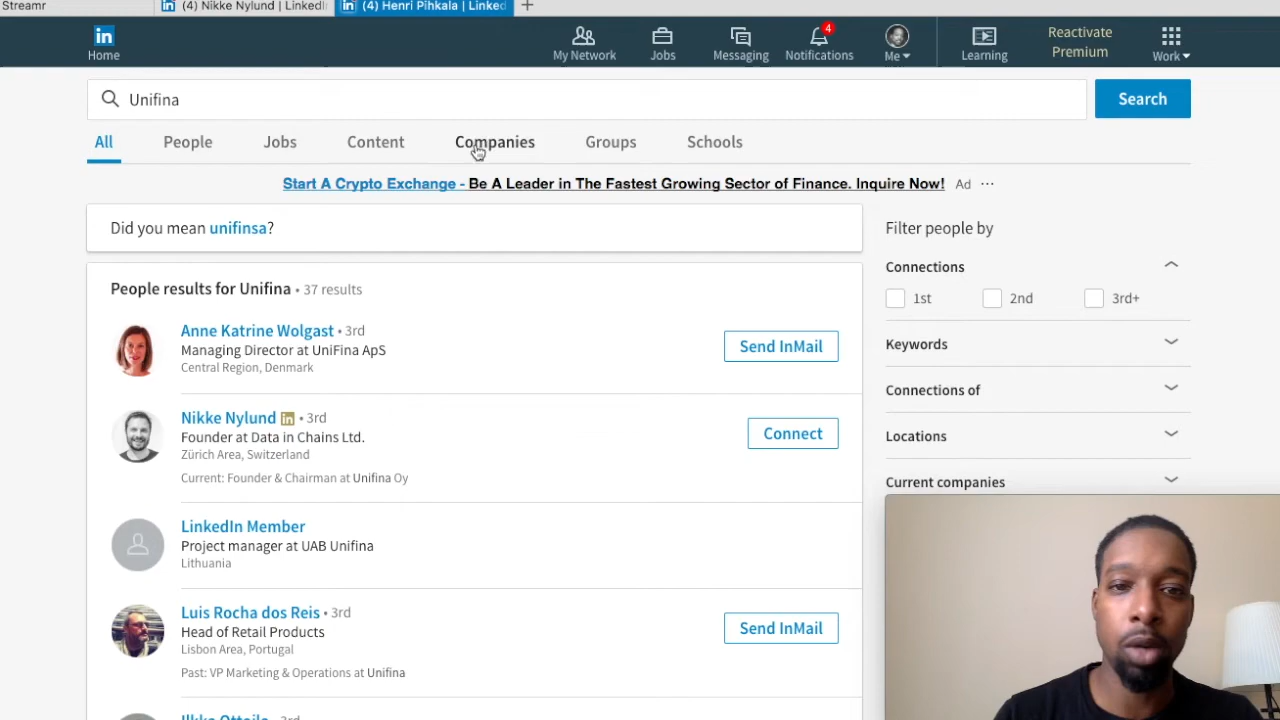 Streamr
(4) Nikke Nylund | LinkedIn
(4) Henri Pihkala | Linked
in
Home
My Network
Jobs
Messaging
4
Notifications
Me
Learning
Reactivate
Premium
Work
Unifina
Search
All
People
Jobs
Content
Companies
Groups
Schools
Start A Crypto Exchange - Be A Leader in The Fastest Growing Sector of Finance. Inquire Now! Ad ...
Did you mean unifinsa?
People results for Unifina • 37 results
Anne Katrine Wolgast • 3rd
Managing Director at UniFina ApS
Central Region, Denmark
Send InMail
Nikke Nylund in • 3rd
Founder at Data in Chains Ltd.
Zürich Area, Switzerland
Current: Founder & Chairman at Unifina Oy
Connect
LinkedIn Member
Project manager at UAB Unifina
Lithuania
Luis Rocha dos Reis • 3rd
Head of Retail Products
Lisbon Area, Portugal
Past: VP Marketing & Operations at Unifina
Send InMail
Filter people by
Connections
1st
2nd
3rd+
Keywords
Connections of
Locations
Current companies